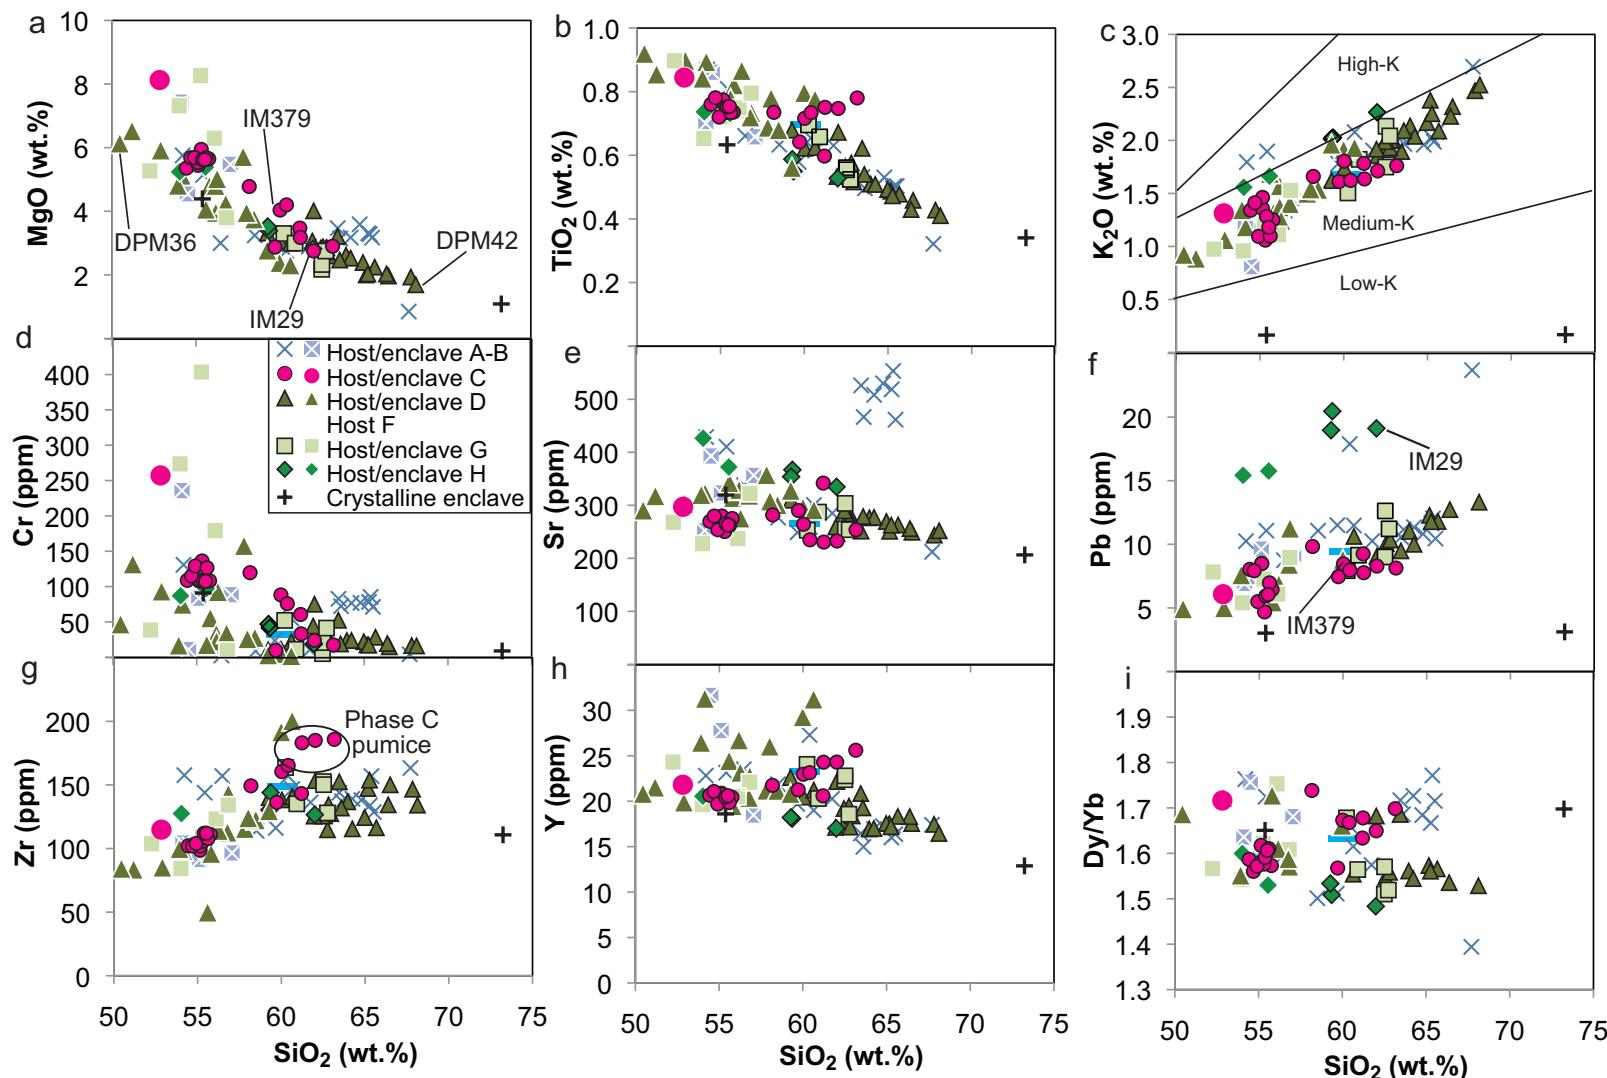 a
10
8
6
4
2
MgO (wt.%)
IM379
DPM36
DPM42
IM29
b
1.0
0.8
0.6
0.4
0.2
TiO2 (wt.%)
c
3.0
2.5
2.0
1.5
1.0
0.5
K2O (wt.%)
High-K
Medium-K
Low-K
d
400
350
300
250
200
150
100
50
Cr (ppm)
Host/enclave A-B
Host/enclave C
Host/enclave D
Host F
Host/enclave G
Host/enclave H
Crystalline enclave
e
500
400
300
200
100
Sr (ppm)
f
20
15
10
5
Pb (ppm)
IM29
IM379
g
200
150
100
50
0
Zr (ppm)
Phase C
pumice
50 55 60 65 70 75
SiO2 (wt.%)
h
30
25
20
15
10
5
0
Y (ppm)
50 55 60 65 70 75
SiO2 (wt.%)
i
1.9
1.8
1.7
1.6
1.5
1.4
1.3
Dy/Yb
50 55 60 65 70 75
SiO2 (wt.%)